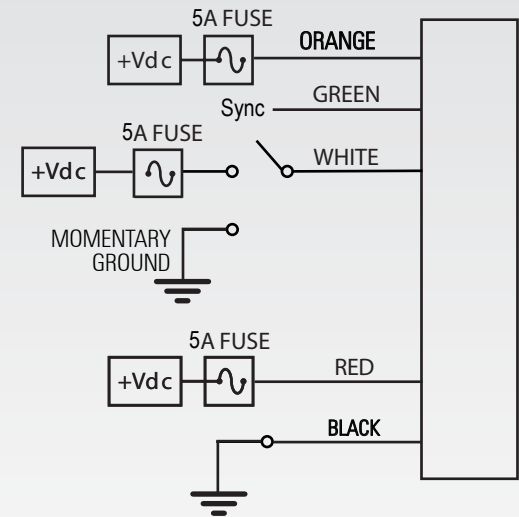 5A FUSE
+Vdc
ORANGE
Sync
GREEN
5A FUSE
+Vdc
WHITE
MOMENTARY
GROUND
5A FUSE
+Vdc
RED
BLACK